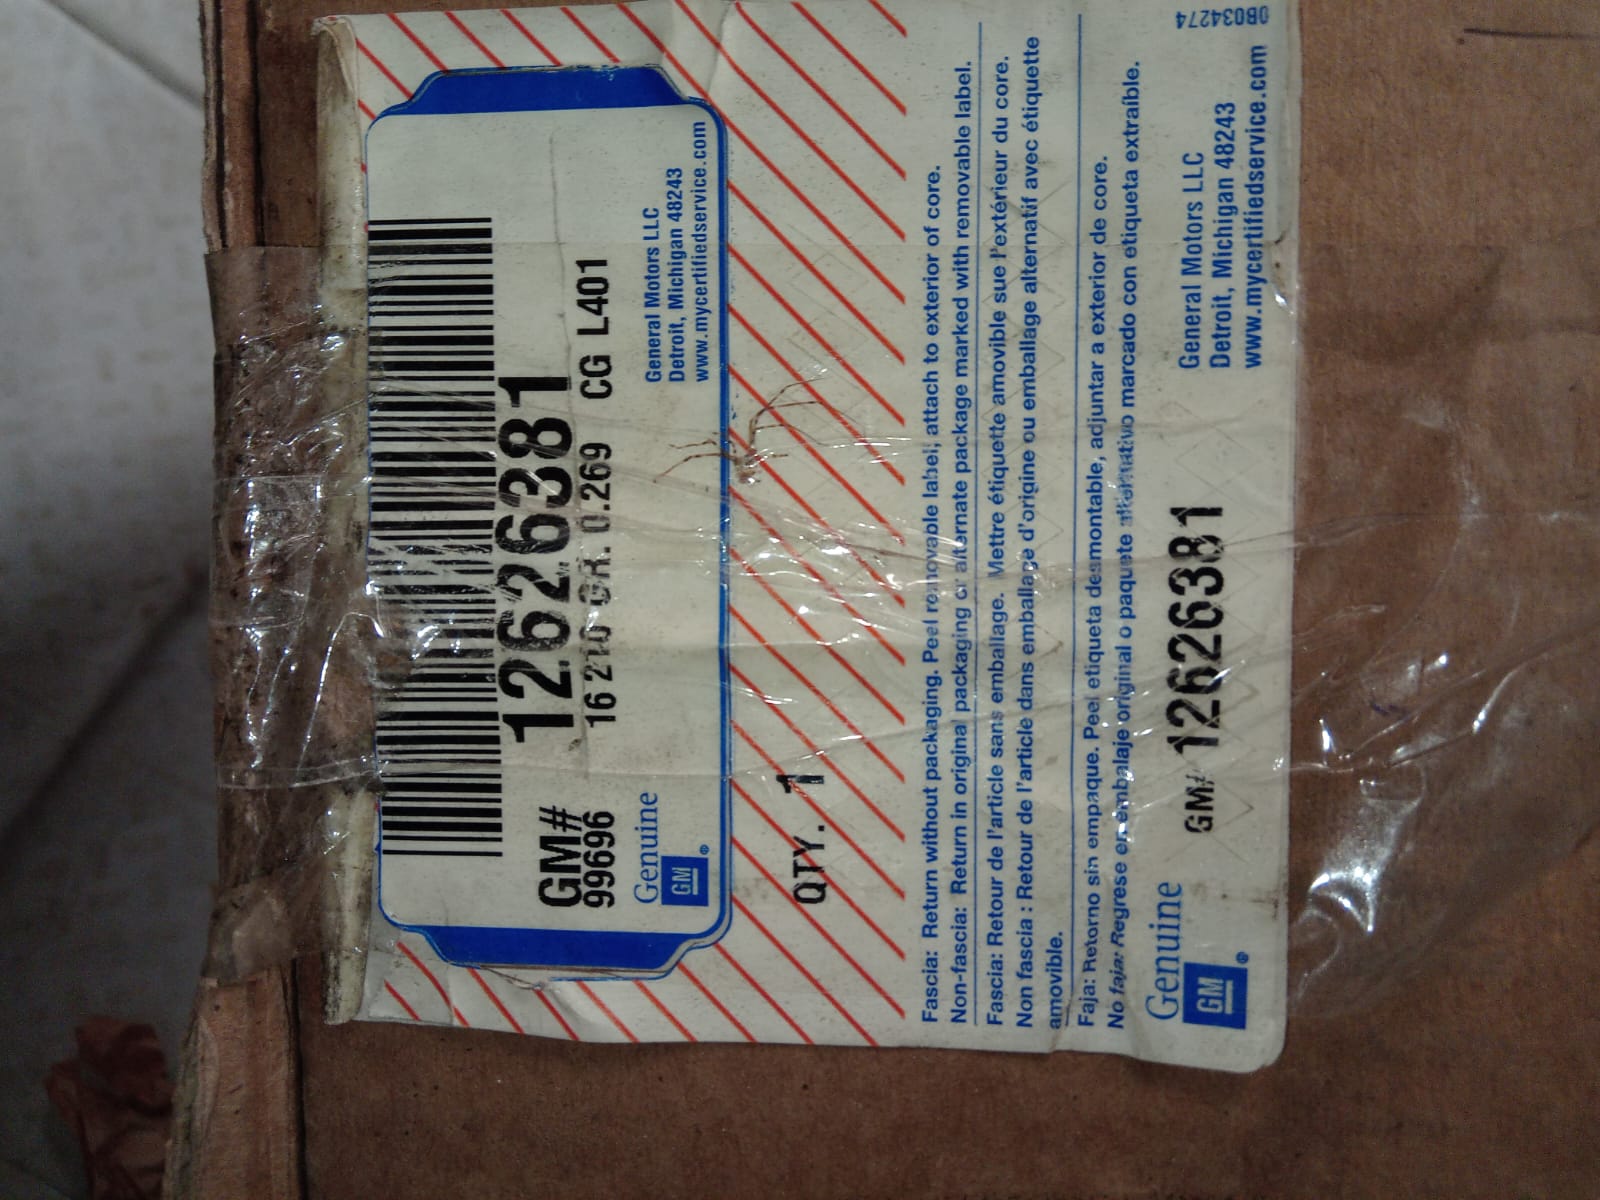 GM# 12626381
99696 16 210 GR. 0.269 CG L401
Genuine
GM ®
General Motors LLC
Detroit, Michigan 48243
www.mycertifiedservice.com
QTY. 1
Fascia: Return without packaging. Peel removable label; attach to exterior of core.
Non-fascia: Return in original packaging or alternate package marked with removable label.
Fascia: Retour de l'article sans emballage. Mettre étiquette amovible sue l'extérieur du core.
Non fascia : Retour de l'article dans emballage d'origine ou emballage alternatif avec étiquette
amovible.
Faja: Retorno sin empaque. Peel etiqueta desmontable, adjuntar a exterior de core.
No faja: Regrese en embalaje original o paquete alternativo marcado con etiqueta extraíble.
Genuine
GM ®
GM# 12626381
General Motors LLC
Detroit, Michigan 48243
www.mycertifiedservice.com
0B034274